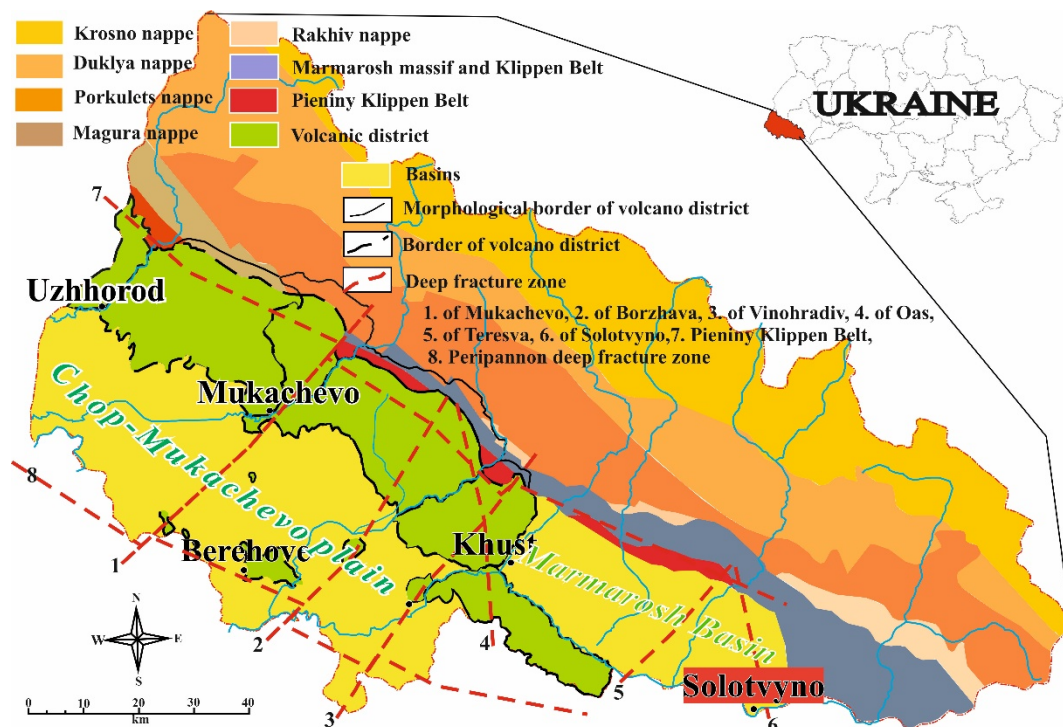 Krosno nappe
Duklya nappe
Porkulets nappe
Magura nappe
Rakhiv nappe
Marmarosh massif and Klippen Belt
Pieniny Klippen Belt
Volcanic district
Basins
Morphological border of volcano district
Border of volcano district
Deep fracture zone
1. of Mukachevo, 2. of Borzhava, 3. of Vinohradiv, 4. of Oas,
5. of Teresva, 6. of Solotvyno,7. Pieniny Klippen Belt,
8. Peripannon deep fracture zone
UKRAINE
7
Uzhhorod
Mukachevo
Chop-Mukachevo plain
8
1
Berehove
Khust
Marmarosh Basin
2
4
3
5
Solotvyno
6
N
W E
S
0 10 20 30 40
km